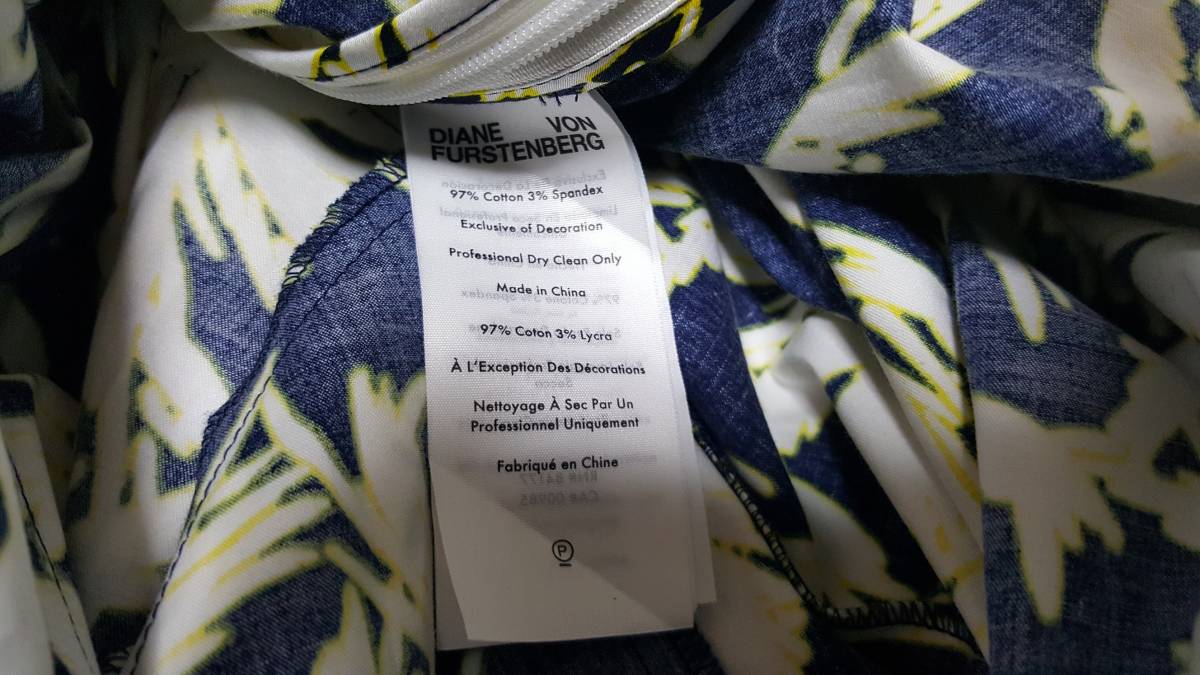 DIANE VON
FURSTENBERG
97% Cotton 3% Spandex
Exclusive of Decoration
Professional Dry Clean Only
Made in China
97% Coton 3% Lycra
À L'Exception Des Décorations
Nettoyage À Sec Par Un
Professionnel Uniquement
Fabriqué en Chine
P